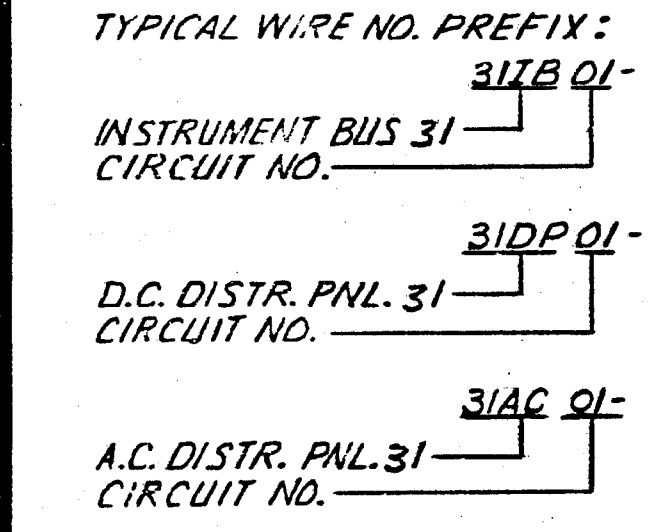 TYPICAL WIRE NO. PREFIX:
31IB 01-
INSTRUMENT BUS 31
CIRCUIT NO.
31DP 01-
D.C. DISTR. PNL. 31
CIRCUIT NO.
31AC 01-
A.C. DISTR. PNL. 31
CIRCUIT NO.